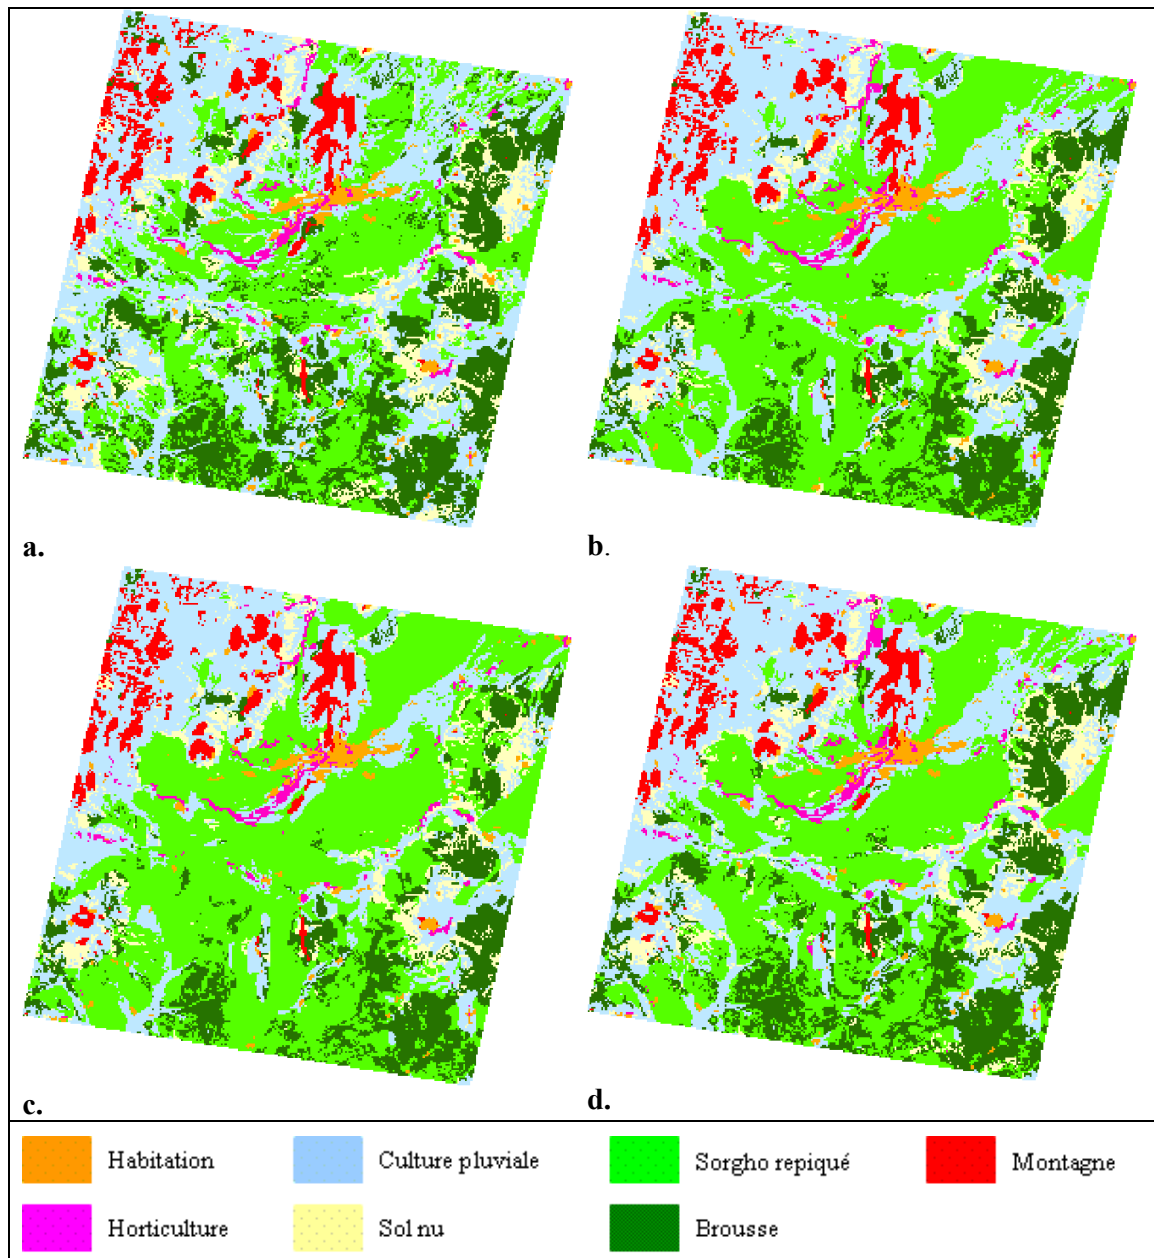 a.
b.
c.
d.
Habitation
Culture pluviale
Sorgho repiqué
Montagne
Horticulture
Sol nu
Brousse